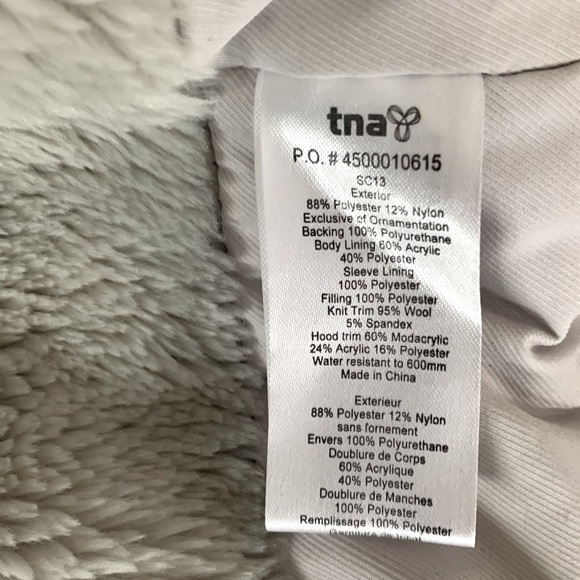 tna
P.O. # 4500010615
SC13
Exterior
88% Polyester 12% Nylon
Exclusive of Ornamentation
Backing 100% Polyurethane
Body Lining 60% Acrylic
40% Polyester
Sleeve Lining
100% Polyester
Filling 100% Polyester
Knit Trim 95% Wool
5% Spandex
Hood trim 60% Modacrylic
24% Acrylic 16% Polyester
Water resistant to 600mm
Made in China
Exterieur
88% Polyester 12% Nylon
sans l'ornement
Envers 100% Polyurethane
Doublure de Corps
60% Acrylique
40% Polyester
Doublure de Manches
100% Polyester
Remplissage 100% Polyester